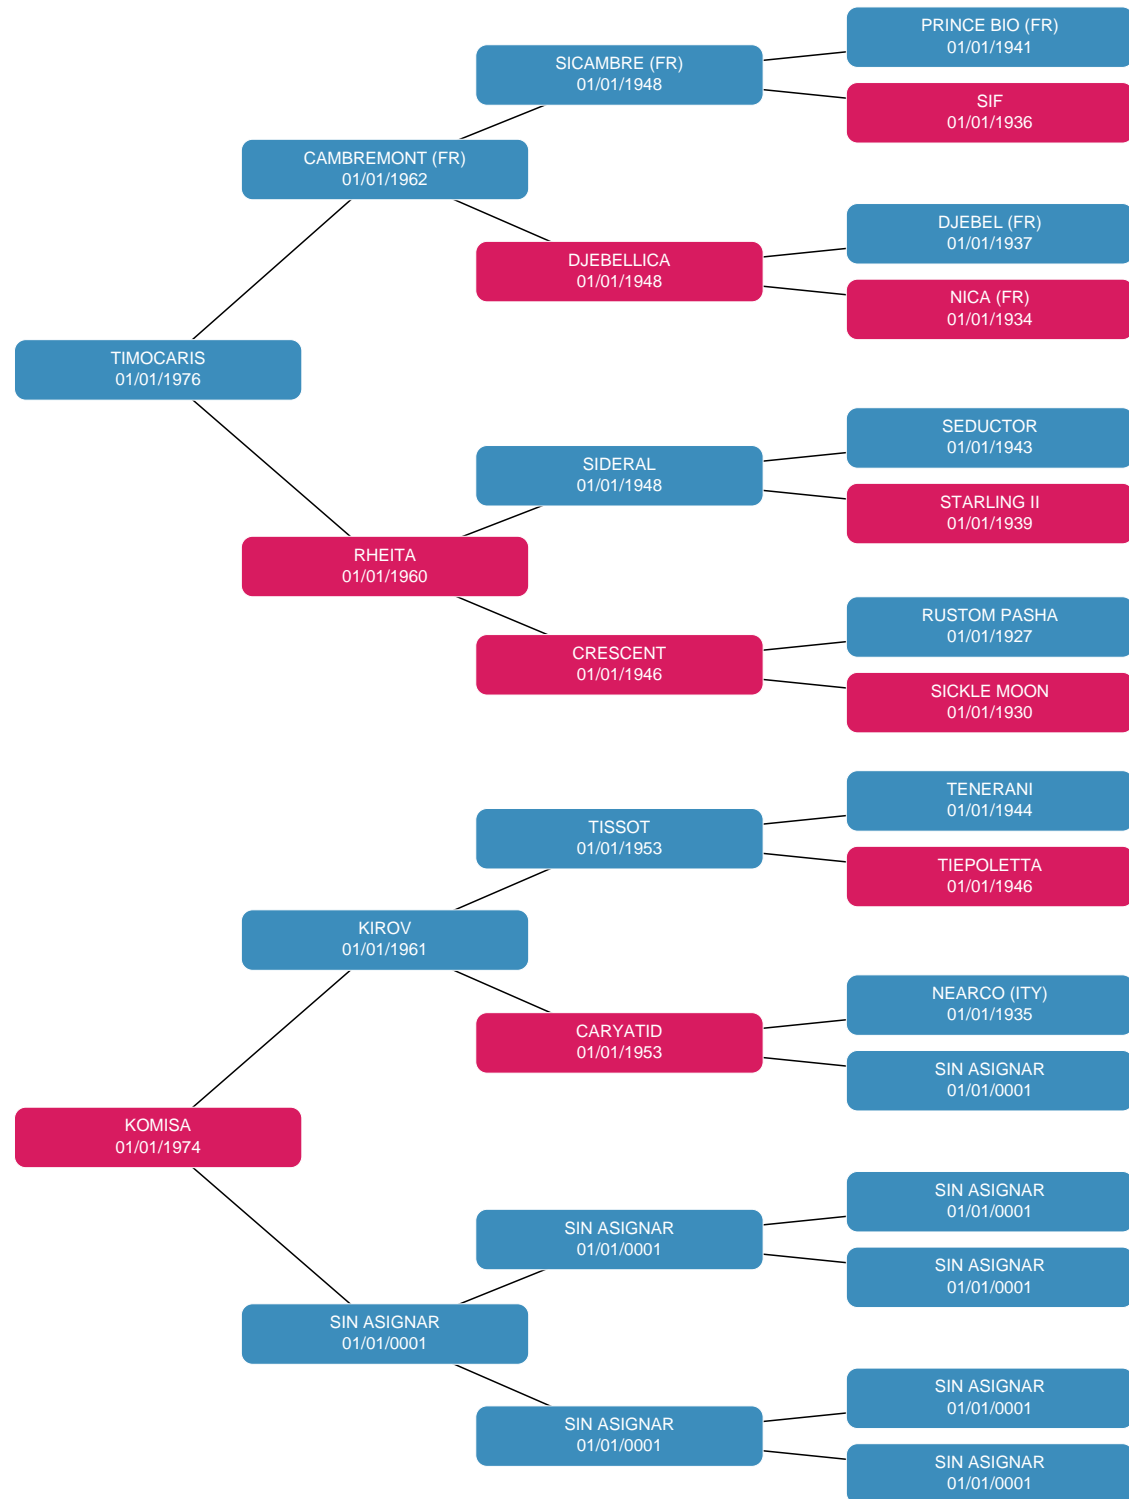 PRINCE BIO (FR)
01/01/1941
SICAMBRE (FR)
01/01/1948
SIF
01/01/1936
CAMBREMONT (FR)
01/01/1962
DJEBEL (FR)
01/01/1937
DJEBELLICA
01/01/1948
NICA (FR)
01/01/1934
TIMOCARIS
01/01/1976
SEDUCTOR
01/01/1943
SIDERAL
01/01/1948
STARLING II
01/01/1939
RHEITA
01/01/1960
RUSTOM PASHA
01/01/1927
CRESCENT
01/01/1946
SICKLE MOON
01/01/1930
TENERANI
01/01/1944
TISSOT
01/01/1953
TIEPOLETTA
01/01/1946
KIROV
01/01/1961
NEARCO (ITY)
01/01/1935
CARYATID
01/01/1953
SIN ASIGNAR
01/01/0001
KOMISA
01/01/1974
SIN ASIGNAR
01/01/0001
SIN ASIGNAR
01/01/0001
SIN ASIGNAR
01/01/0001
SIN ASIGNAR
01/01/0001
SIN ASIGNAR
01/01/0001
SIN ASIGNAR
01/01/0001
SIN ASIGNAR
01/01/0001